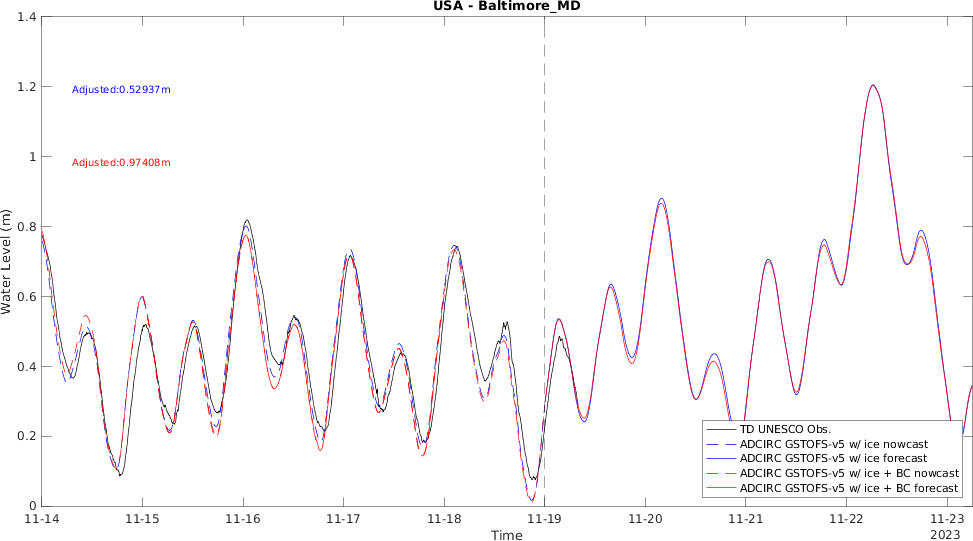 USA - Baltimore_MD
1.4
1.2
1
0.8
0.6
0.4
0.2
0
Water Level (m)
Adjusted:0.52937m
Adjusted:0.97408m
TD UNESCO Obs.
ADCIRC GSTOFS-v5 w/ ice nowcast
ADCIRC GSTOFS-v5 w/ ice forecast
ADCIRC GSTOFS-v5 w/ ice + BC nowcast
ADCIRC GSTOFS-v5 w/ ice + BC forecast
11-14 11-15 11-16 11-17 11-18 11-19 11-20 11-21 11-22 11-23
Time
2023